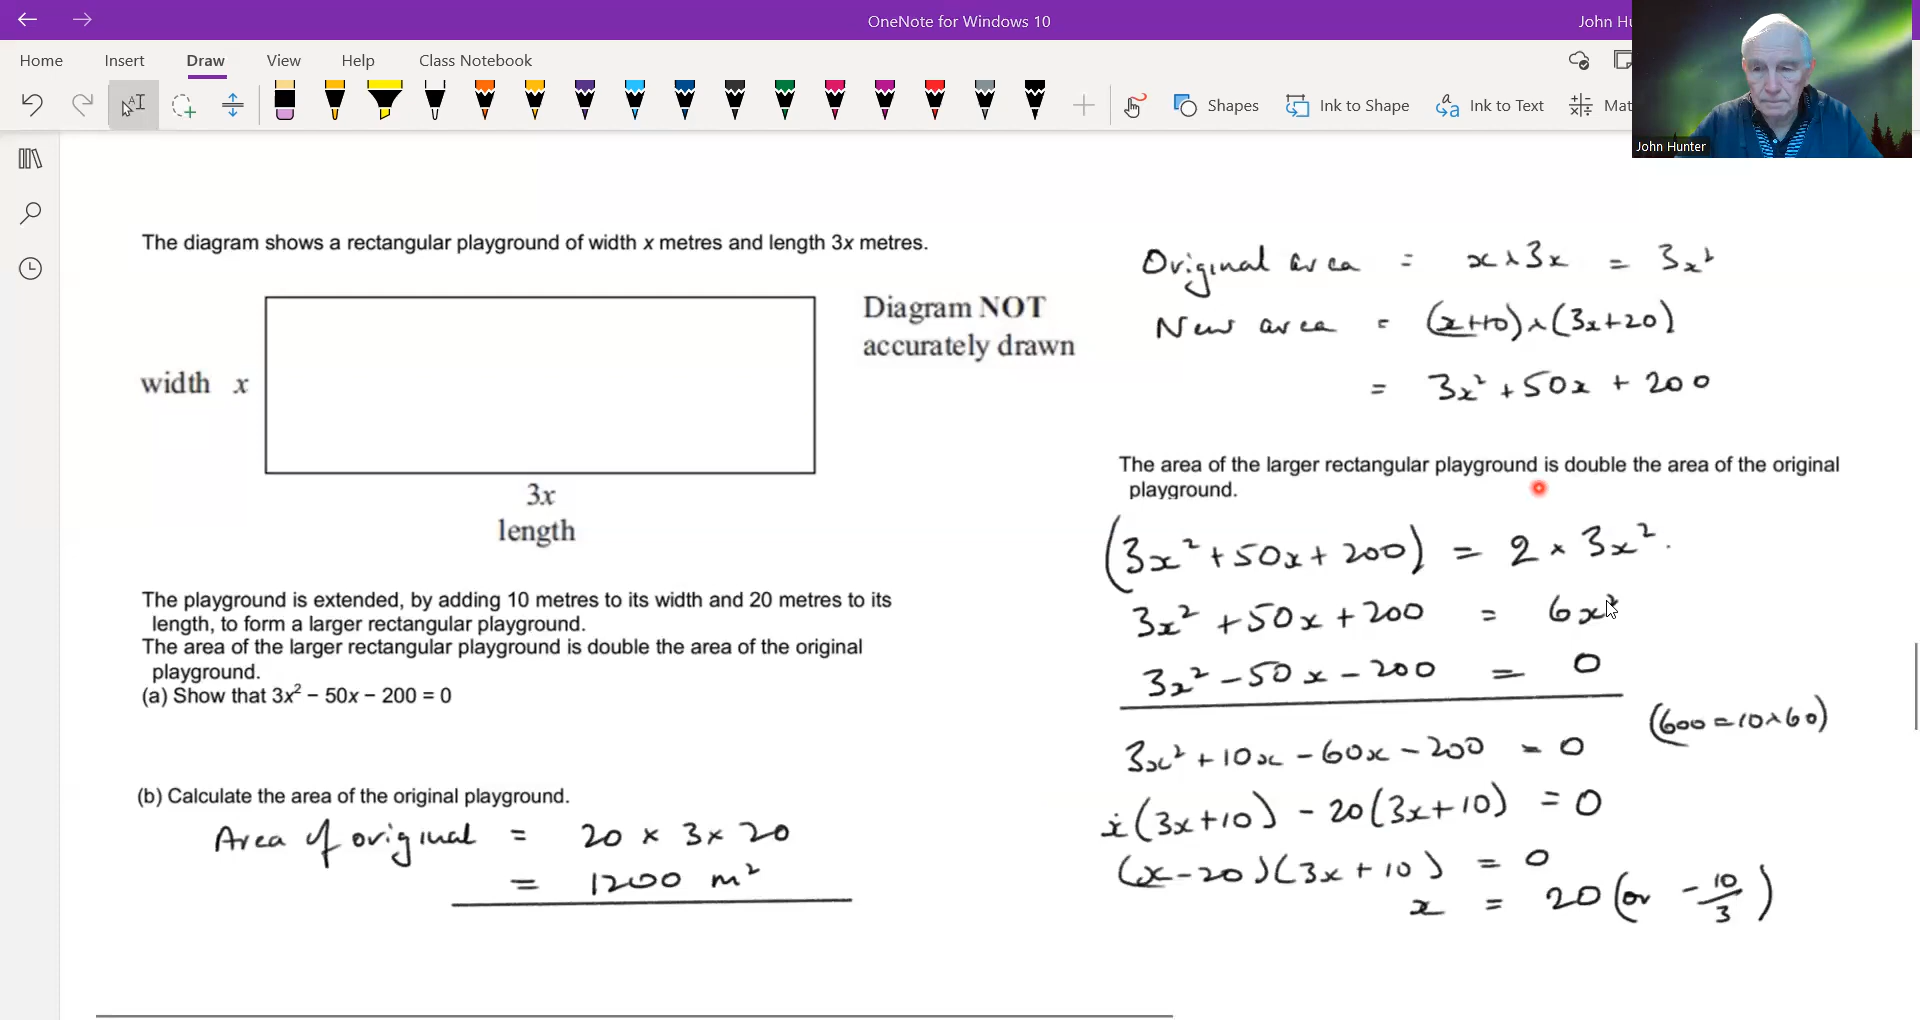 OneNote for Windows 10
John Hu
Home Insert Draw View Help Class Notebook
Shapes Ink to Shape Ink to Text Mat
John Hunter
The diagram shows a rectangular playground of width x metres and length 3x metres.
Diagram NOT
accurately drawn
width x
3x
length
The playground is extended, by adding 10 metres to its width and 20 metres to its
length, to form a larger rectangular playground.
The area of the larger rectangular playground is double the area of the original
playground.
(a) Show that 3x² − 50x − 200 = 0
(b) Calculate the area of the original playground.
Area of original = 20 × 3 × 20
= 1200 m²
Original area = x × 3x = 3x²
New area = (x+10) × (3x+20)
= 3x² + 50x + 200
The area of the larger rectangular playground is double the area of the original
playground.
(3x² + 50x + 200) = 2 × 3x².
3x² + 50x + 200 = 6x²
3x² − 50x − 200 = 0
(600 = 10 × 60)
3x² + 10x − 60x − 200 = 0
x(3x+10) − 20(3x+10) = 0
(x − 20)(3x + 10) = 0
x = 20 (or −10/3)